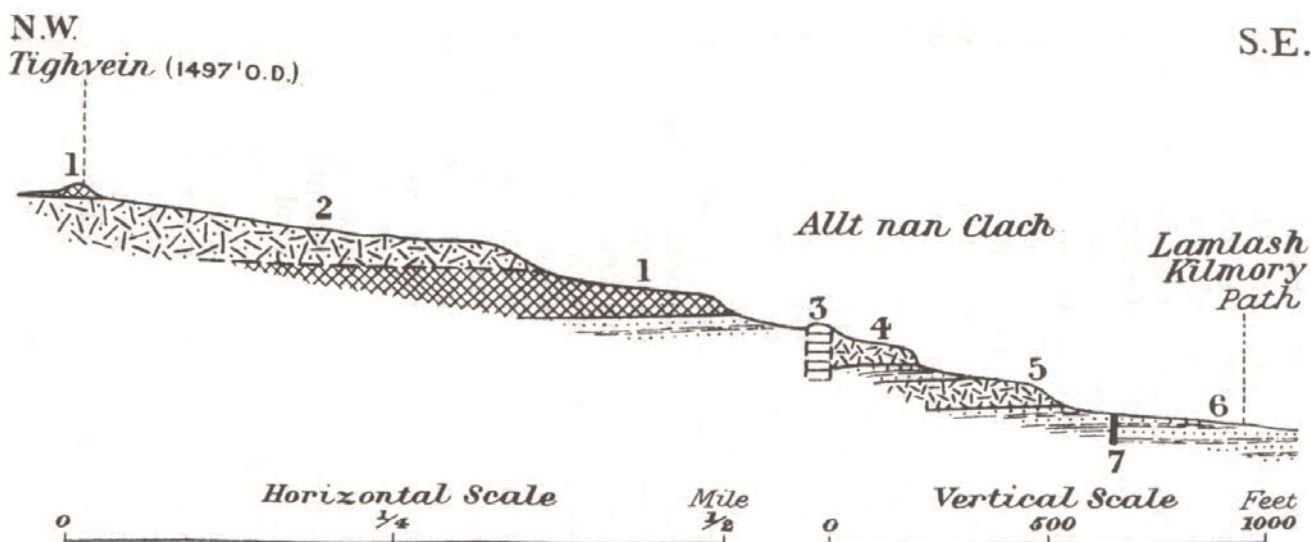 N.W.
S.E.
Tighvein (1497' O.D.)
1
2
Allt nan Clach
Lamlash
Kilmory
Path
1
3
4
5
6
7
Horizontal Scale Mile Vertical Scale Feet
0 1/4 1/2 0 500 1000